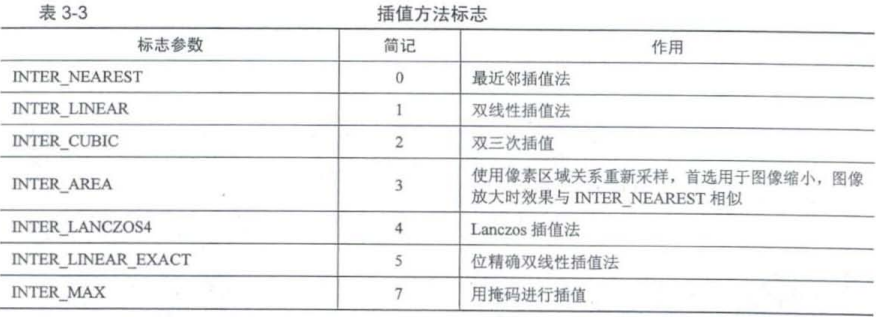 表 3-3 插值方法标志
标志参数 简记 作用
INTER_NEAREST 0 最近邻插值法
INTER_LINEAR 1 双线性插值法
INTER_CUBIC 2 双三次插值
INTER_AREA 3 使用像素区域关系重新采样，首选用于图像缩小，图像
放大时效果与 INTER_NEAREST 相似
INTER_LANCZOS4 4 Lanczos 插值法
INTER_LINEAR_EXACT 5 位精确双线性插值法
INTER_MAX 7 用掩码进行插值